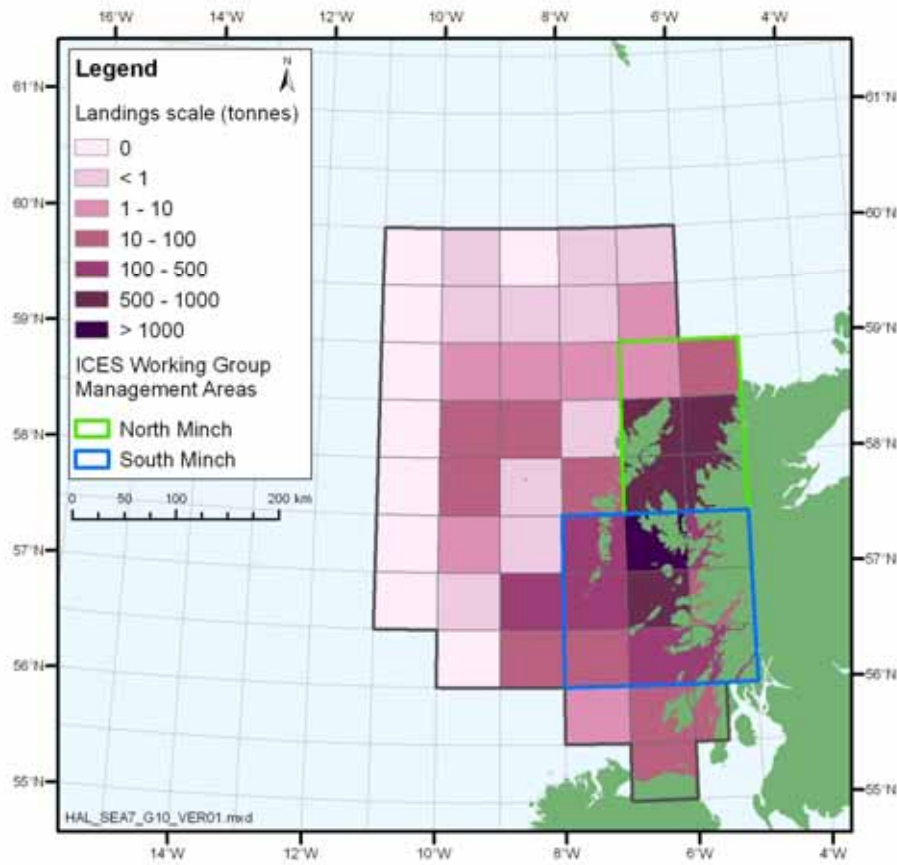 16°W 14°W 12°W 10°W 8°W 6°W 4°W
Legend
N
Landings scale (tonnes)
0
< 1
1 - 10
10 - 100
100 - 500
500 - 1000
> 1000
ICES Working Group
Management Areas
North Minch
South Minch
0 50 100 200 km
61°N 61°N
60°N 60°N
59°N 59°N
58°N 58°N
57°N 57°N
56°N 56°N
55°N 55°N
HAL_SEA7_G10_VER01.mxd
14°W 12°W 10°W 8°W 6°W 4°W